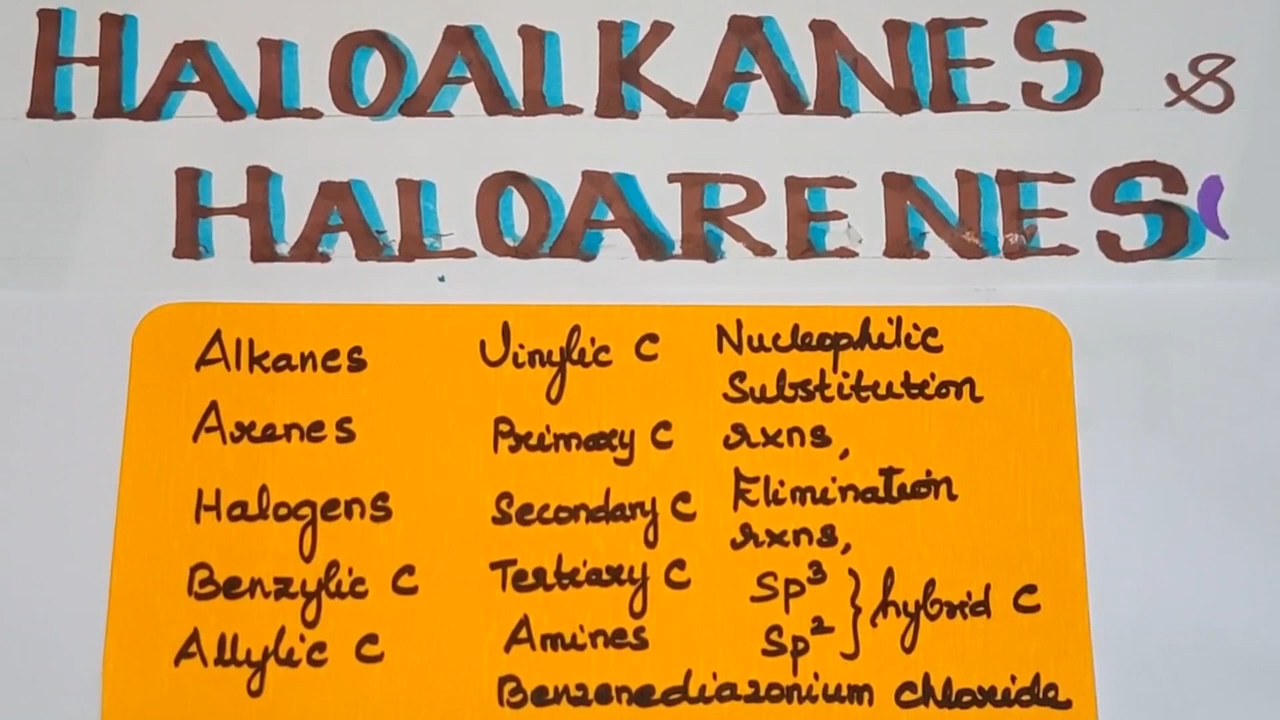 HALOALKANES &
HALOARENES
Alkanes
Arenes
Halogens
Benzylic C
Allylic C
Vinylic C
Primary C
Secondary C
Tertiary C
Amines
Benzenediazonium chloride
Nucleophilic
Substitution
rxns,
Elimination
rxns,
Sp³
Sp² } hybrid C